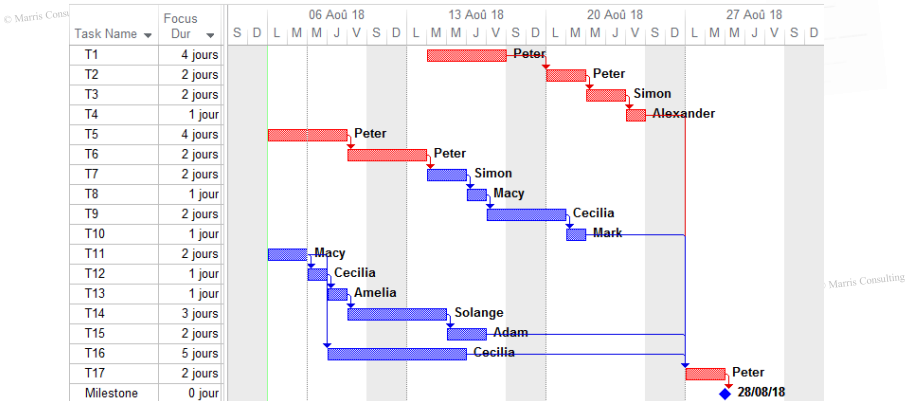 © Marris Consu
Focus
Task Name Dur
06 Aoû 18 13 Aoû 18 20 Aoû 18 27 Aoû 18
S D L M M J V S D L M M J V S D L M M J V S D L M M J V S D
T1 4 jours Peter
T2 2 jours Peter
T3 2 jours Simon
T4 1 jour Alexander
T5 4 jours Peter
T6 2 jours Peter
T7 2 jours Simon
T8 1 jour Macy
T9 2 jours Cecilia
T10 1 jour Mark
T11 2 jours Macy
T12 1 jour Cecilia
T13 1 jour Amelia
T14 3 jours Solange
T15 2 jours Adam
T16 5 jours Cecilia
T17 2 jours Peter
Milestone 0 jour 28/08/18
© Marris Consulting